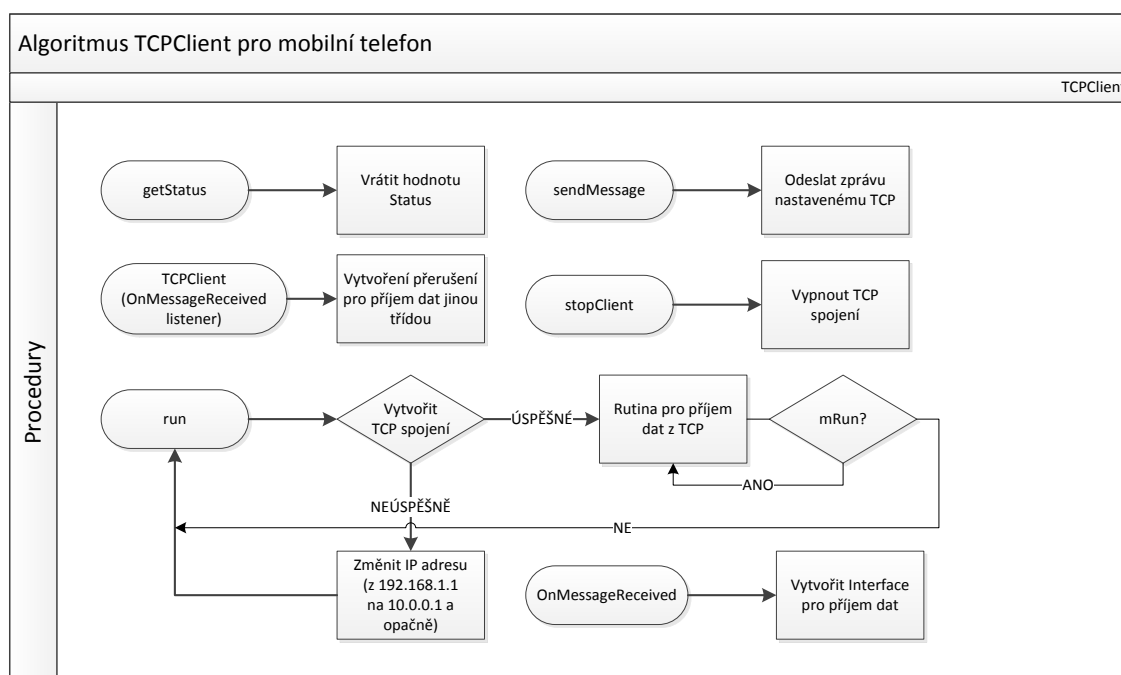 Algoritmus TCPClient pro mobilní telefon
TCPClient
Procedury
getStatus
Vrátit hodnotu
Status
sendMessage
Odeslat zprávu
nastavenému TCP
TCPClient
(OnMessageReceived
listener)
Vytvoření přerušení
pro příjem dat jinou
třídou
stopClient
Vypnout TCP
spojení
run
Vytvořit
TCP spojení
ÚSPĚŠNÉ
Rutina pro příjem
dat z TCP
mRun?
ANO
NEÚSPĚŠNĚ
NE
Změnit IP adresu
(z 192.168.1.1
na 10.0.0.1 a
opačně)
OnMessageReceived
Vytvořit Interface
pro příjem dat